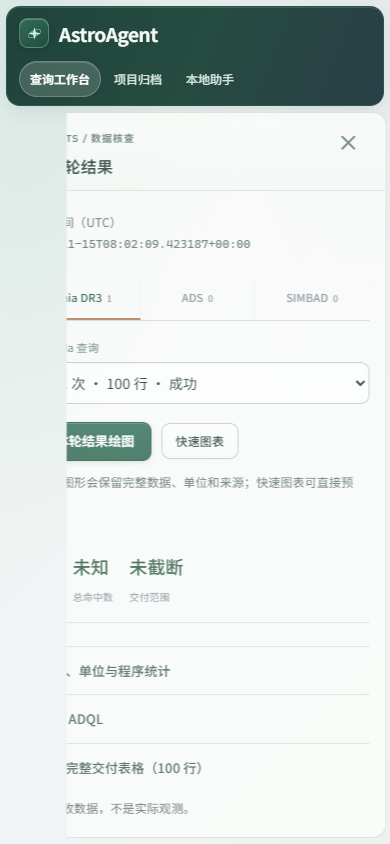 AstroAgent
查询工作台 项目归档 本地助手
TS / 数据核查
轮结果
间（UTC）
1-15T08:02:09.423187+00:00
ia DR3 1 ADS 0 SIMBAD 0
ia 查询
次 · 100 行 · 成功
轮结果绘图 快速图表
图形会保留完整数据、单位和来源；快速图表可直接预
未知 未截断
总命中数 交付范围
、单位与程序统计
ADQL
完整交付表格（100 行）
数据，不是实际观测。